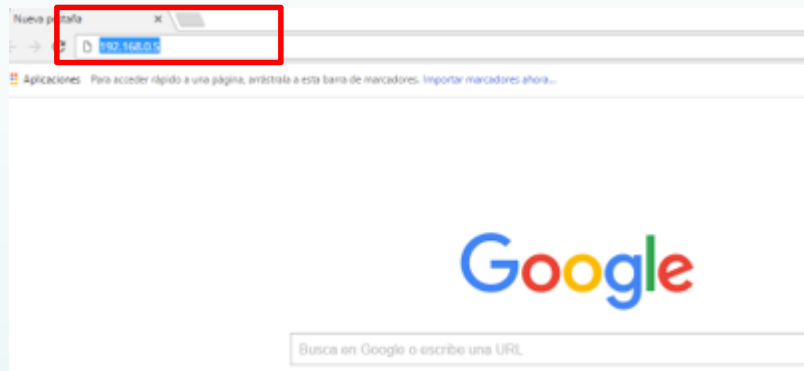 Nueva pestaña
192.168.0.5
Aplicaciones Para acceder rápido a una página, arrástrala a esta barra de marcadores. Importar marcadores ahora...
Google
Busca en Google o escribe una URL